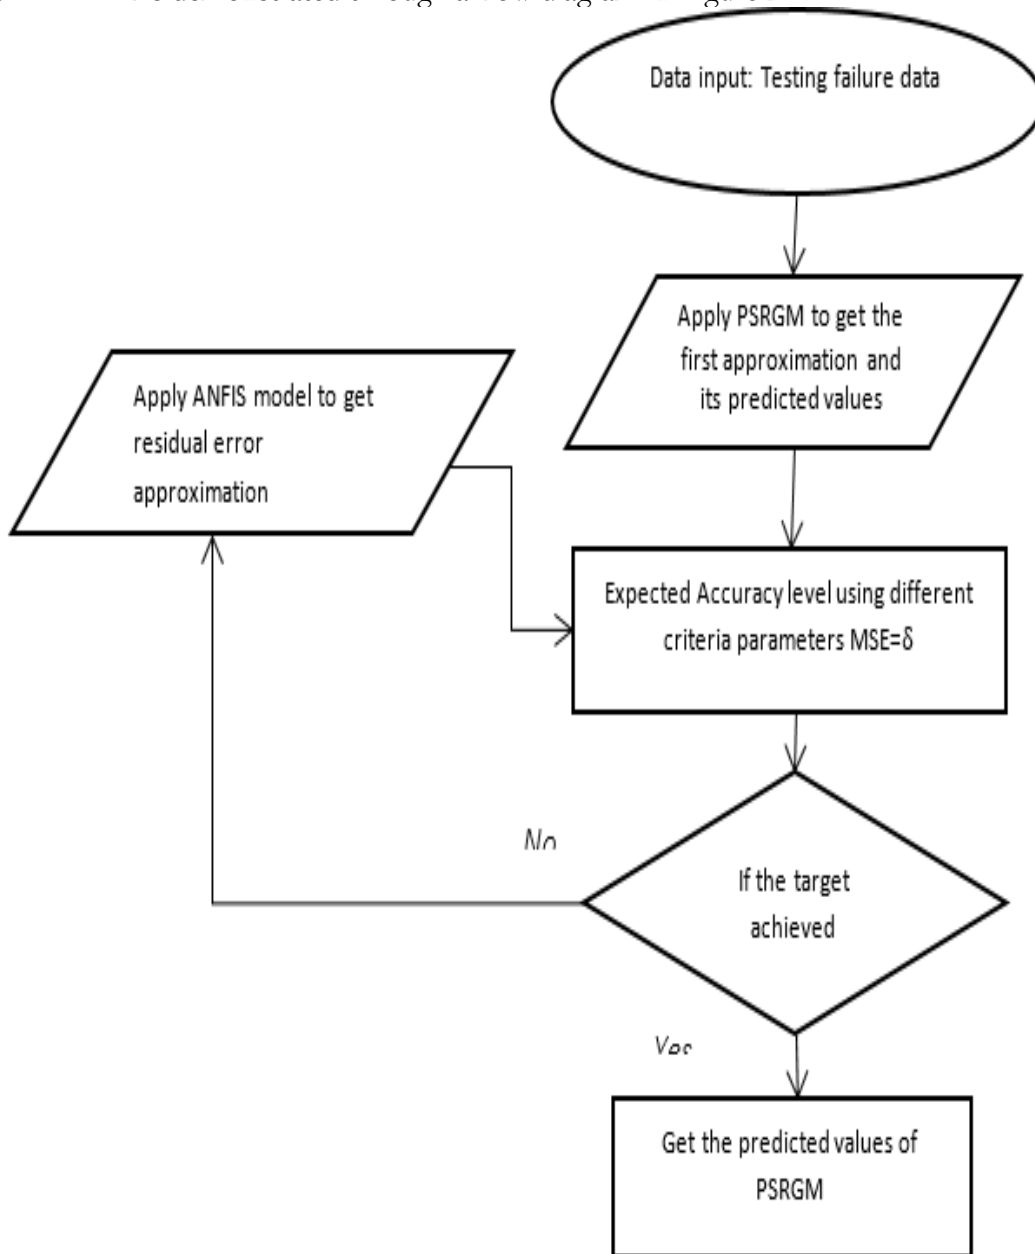 Data input: Testing failure data
Apply PSRGM to get the
first approximation and
its predicted values
Apply ANFIS model to get
residual error
approximation
Expected Accuracy level using different
criteria parameters MSE=δ
No
If the target
achieved
Yes
Get the predicted values of
PSRGM